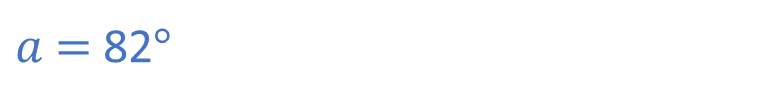 a = 82°